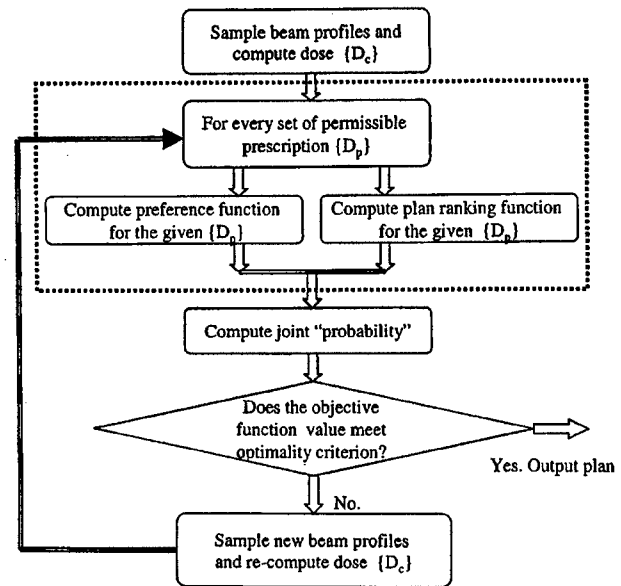 Sample beam profiles and
compute dose {Dc}
For every set of permissible
prescription {Dp}
Compute preference function
for the given {Dp}
Compute plan ranking function
for the given {Dp}
Compute joint “probability”
Does the objective
function value meet
optimality criterion?
Yes. Output plan
No.
Sample new beam profiles
and re-compute dose {Dc}